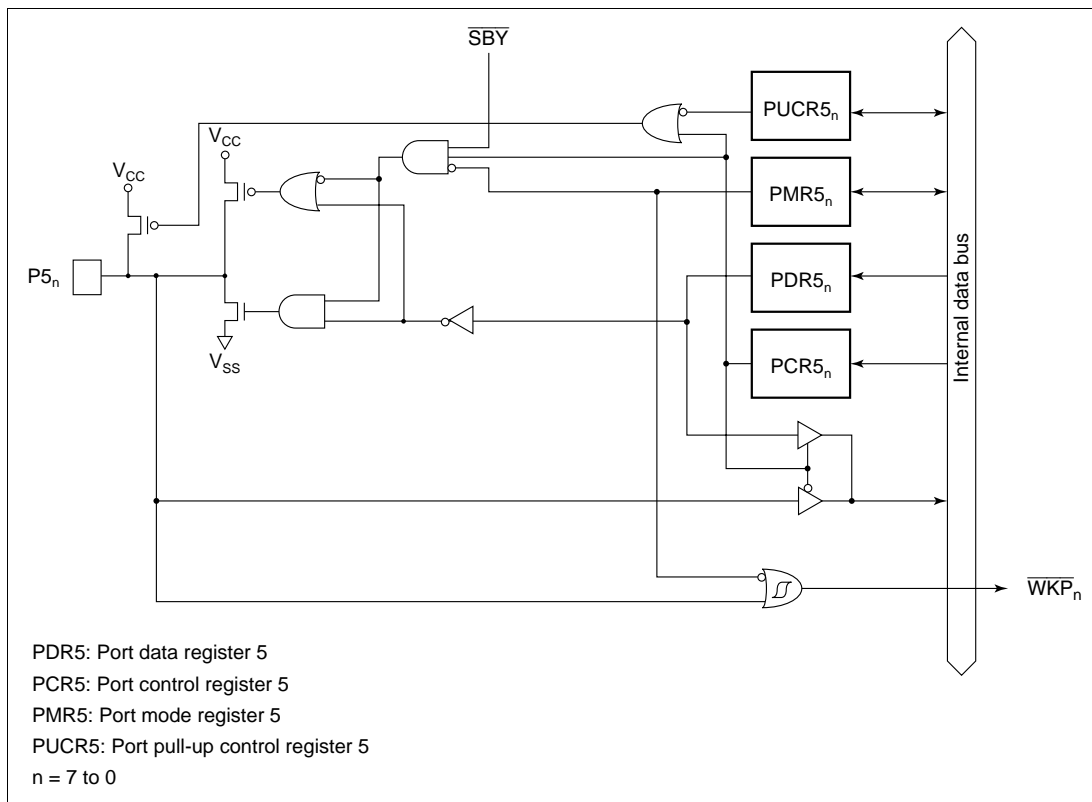 SBY
PUCR5n
VCC
VCC
PMR5n
P5n
PDR5n
VSS
PCR5n
Internal data bus
WKPn
PDR5: Port data register 5
PCR5: Port control register 5
PMR5: Port mode register 5
PUCR5: Port pull-up control register 5
n = 7 to 0